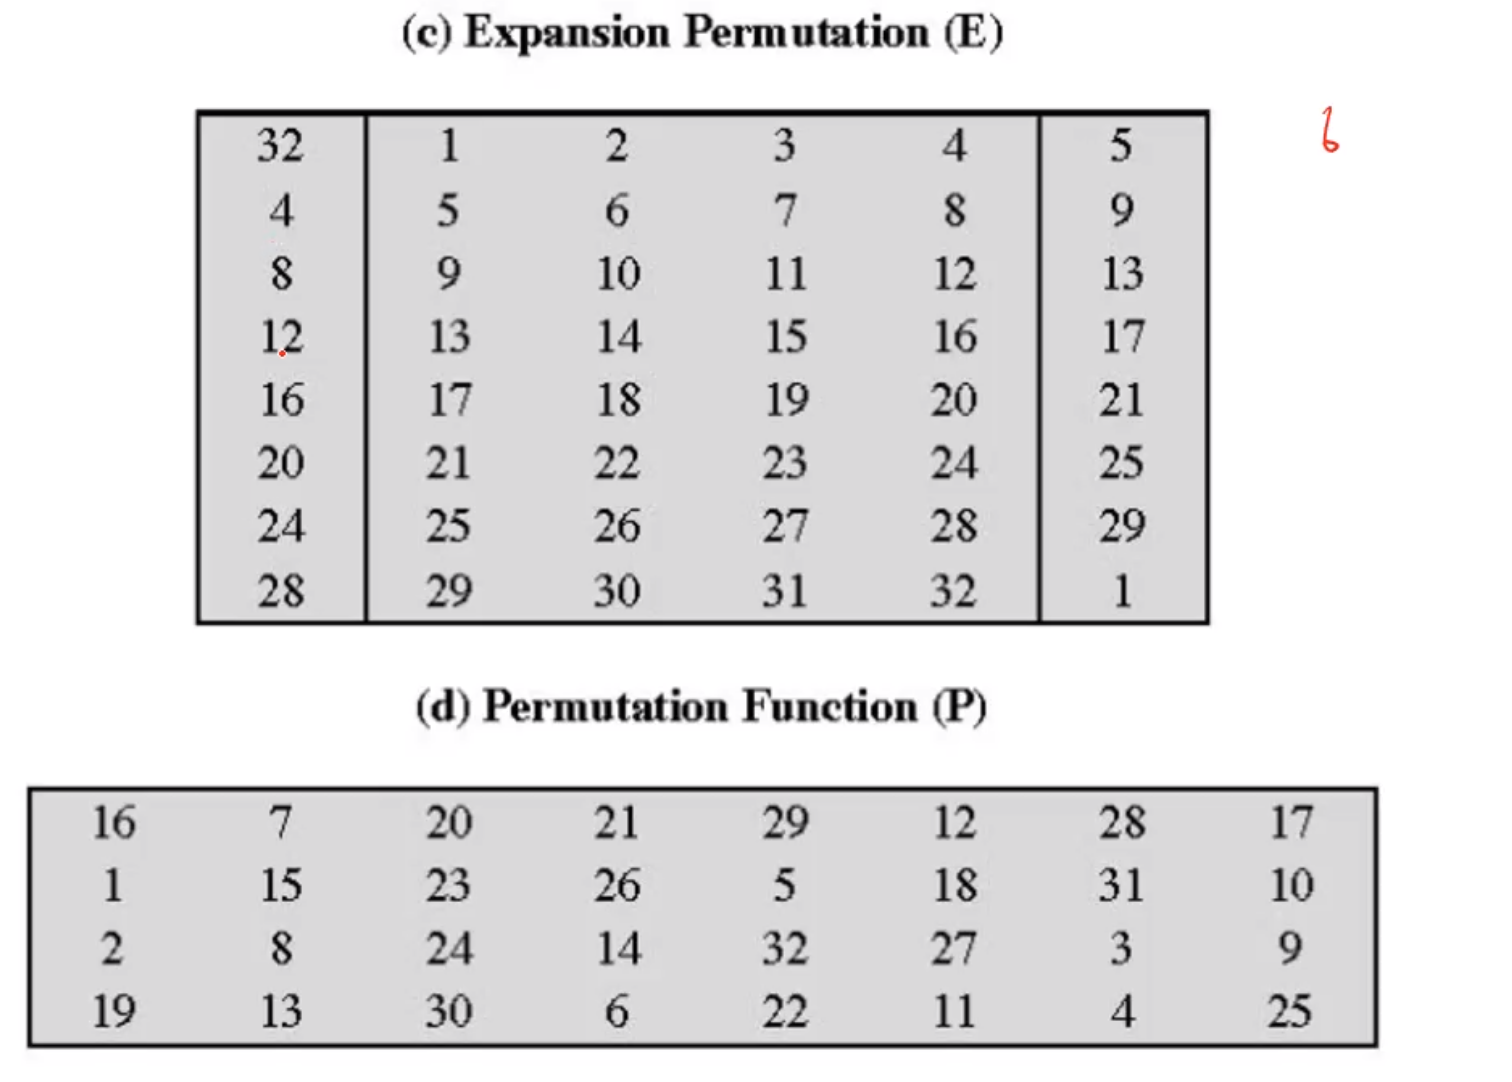 (c) Expansion Permutation (E)
6
32 1 2 3 4 5
4 5 6 7 8 9
8 9 10 11 12 13
12 13 14 15 16 17
16 17 18 19 20 21
20 21 22 23 24 25
24 25 26 27 28 29
28 29 30 31 32 1
(d) Permutation Function (P)
16 7 20 21 29 12 28 17
1 15 23 26 5 18 31 10
2 8 24 14 32 27 3 9
19 13 30 6 22 11 4 25